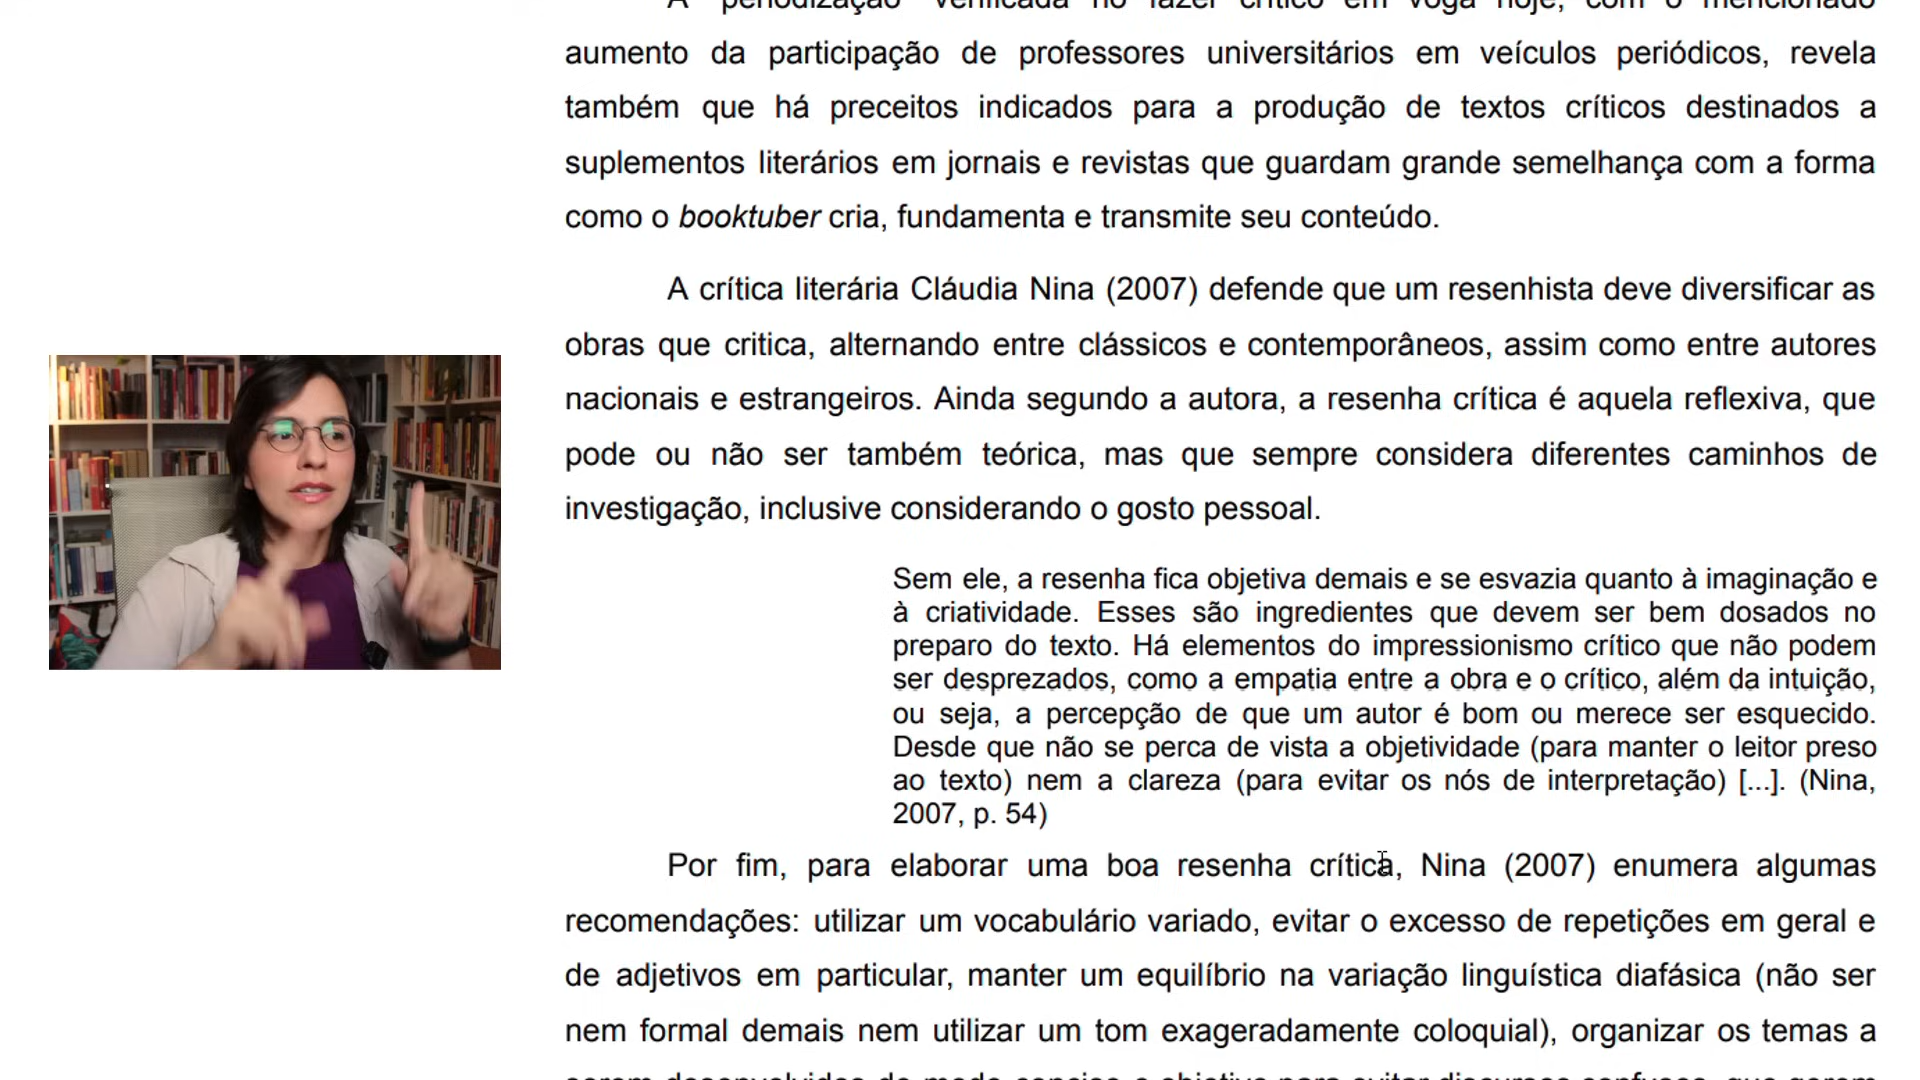 A "periodização" verificada no fazer crítico em voga hoje, com o mencionado
aumento da participação de professores universitários em veículos periódicos, revela
também que há preceitos indicados para a produção de textos críticos destinados a
suplementos literários em jornais e revistas que guardam grande semelhança com a forma
como o booktuber cria, fundamenta e transmite seu conteúdo.
A crítica literária Cláudia Nina (2007) defende que um resenhista deve diversificar as
obras que critica, alternando entre clássicos e contemporâneos, assim como entre autores
nacionais e estrangeiros. Ainda segundo a autora, a resenha crítica é aquela reflexiva, que
pode ou não ser também teórica, mas que sempre considera diferentes caminhos de
investigação, inclusive considerando o gosto pessoal.
Sem ele, a resenha fica objetiva demais e se esvazia quanto à imaginação e
à criatividade. Esses são ingredientes que devem ser bem dosados no
preparo do texto. Há elementos do impressionismo crítico que não podem
ser desprezados, como a empatia entre a obra e o crítico, além da intuição,
ou seja, a percepção de que um autor é bom ou merece ser esquecido.
Desde que não se perca de vista a objetividade (para manter o leitor preso
ao texto) nem a clareza (para evitar os nós de interpretação) [...]. (Nina,
2007, p. 54)
Por fim, para elaborar uma boa resenha crítica, Nina (2007) enumera algumas
recomendações: utilizar um vocabulário variado, evitar o excesso de repetições em geral e
de adjetivos em particular, manter um equilíbrio na variação linguística diafásica (não ser
nem formal demais nem utilizar um tom exageradamente coloquial), organizar os temas a